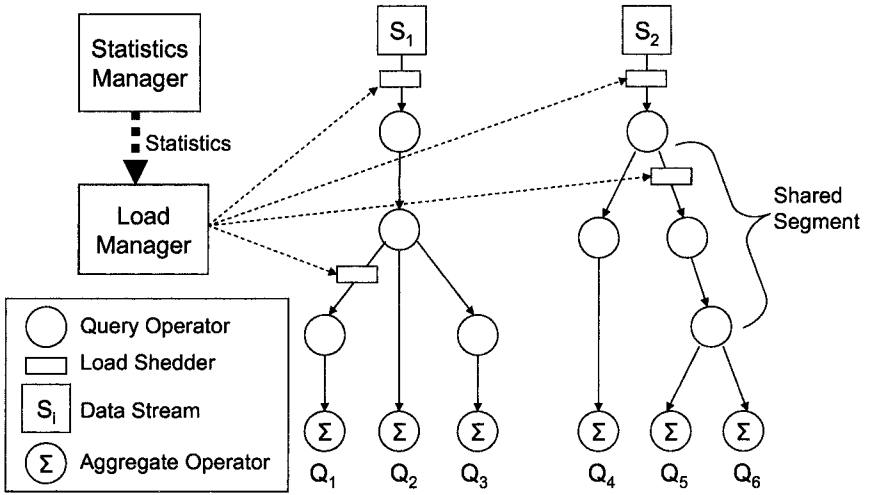 Statistics
Manager
Statistics
Load
Manager
S1
S2
Shared
Segment
Query Operator
Load Shedder
Si
Data Stream
Σ
Aggregate Operator
Σ
Σ
Σ
Σ
Σ
Σ
Q1
Q2
Q3
Q4
Q5
Q6